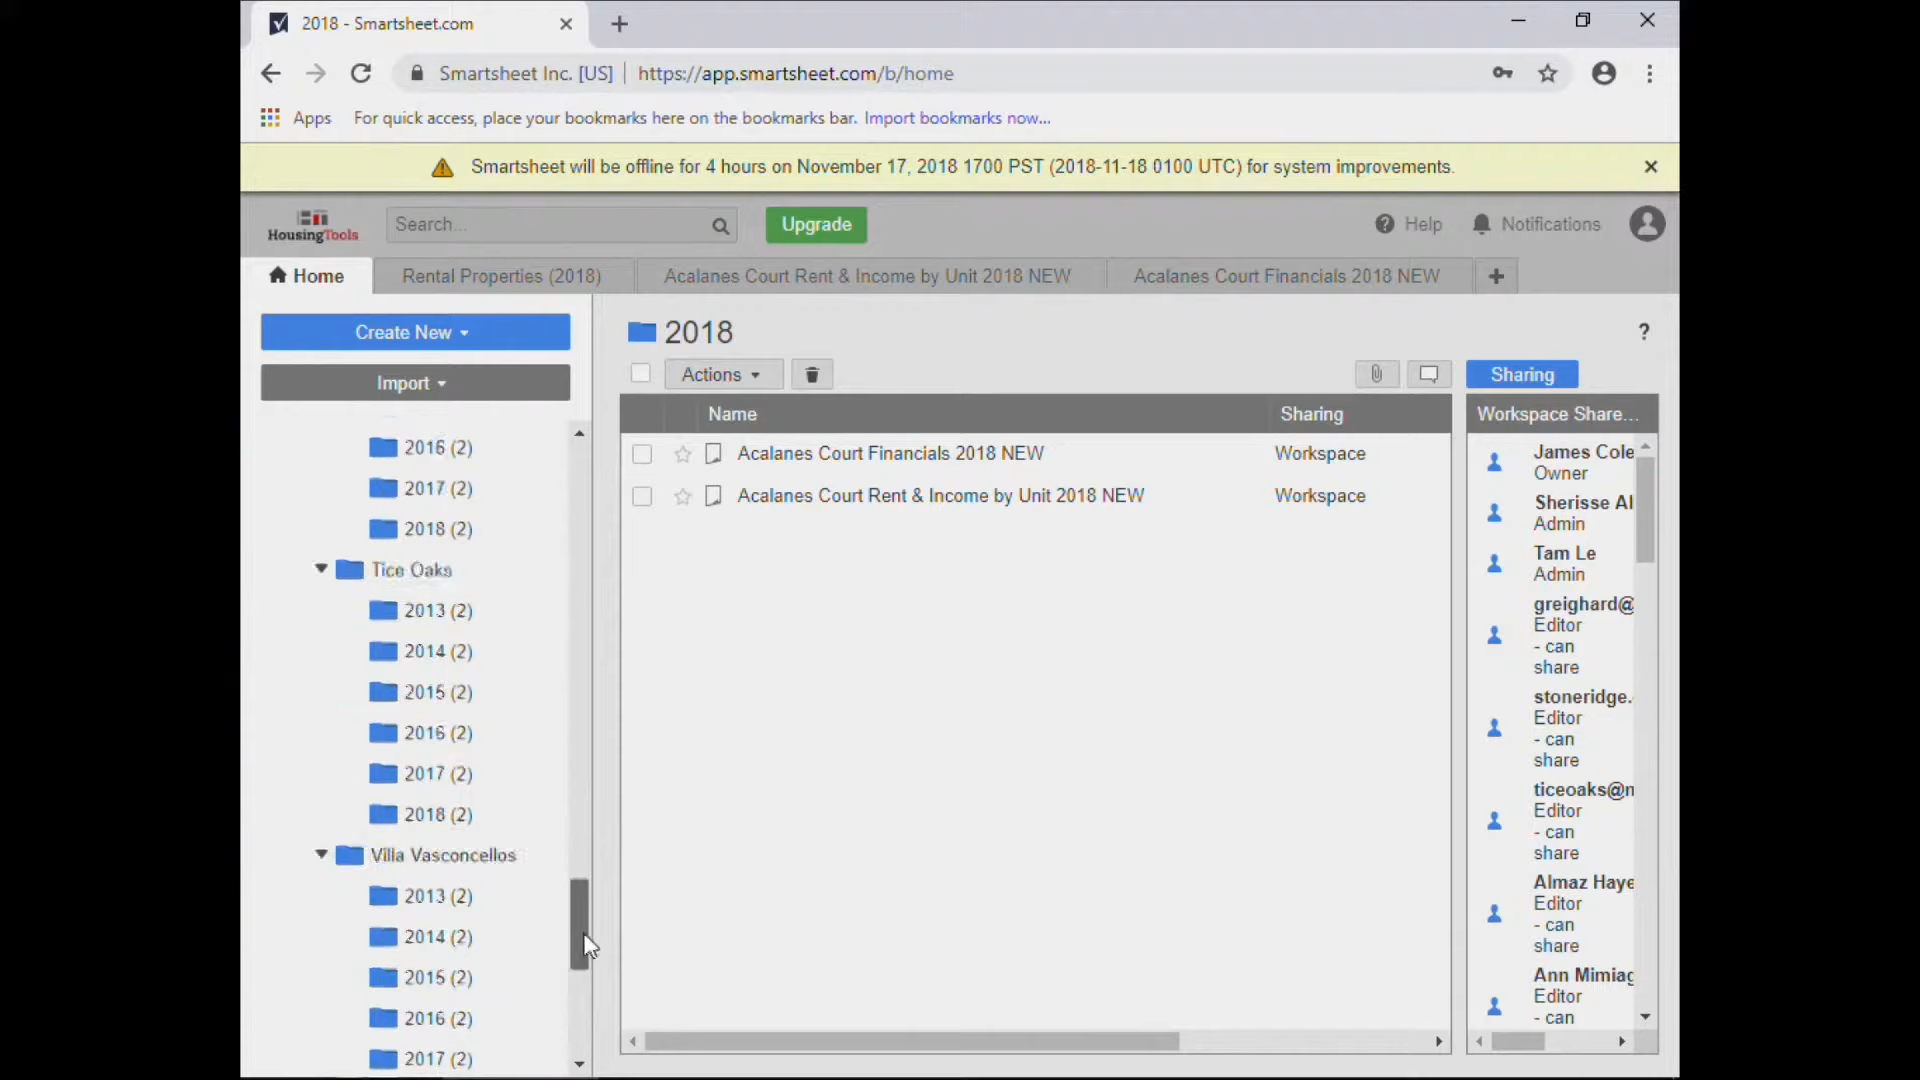 2018 - Smartsheet.com
Smartsheet Inc. [US] | https://app.smartsheet.com/b/home
Apps For quick access, place your bookmarks here on the bookmarks bar. Import bookmarks now...
Smartsheet will be offline for 4 hours on November 17, 2018 1700 PST (2018-11-18 0100 UTC) for system improvements.
HousingTools Search... Upgrade Help Notifications
Home Rental Properties (2018) Acalanes Court Rent & Income by Unit 2018 NEW Acalanes Court Financials 2018 NEW
Create New
Import
2016 (2)
2017 (2)
2018 (2)
Tice Oaks
2013 (2)
2014 (2)
2015 (2)
2016 (2)
2017 (2)
2018 (2)
Villa Vasconcellos
2013 (2)
2014 (2)
2015 (2)
2016 (2)
2017 (2)
2018 ?
Actions
Name Sharing
Acalanes Court Financials 2018 NEW Workspace
Acalanes Court Rent & Income by Unit 2018 NEW Workspace
Sharing
Workspace Share...
James Cole
Owner
Sherisse Al
Admin
Tam Le
Admin
greighard@
Editor
- can
share
stoneridge.
Editor
- can
share
ticeoaks@n
Editor
- can
share
Almaz Haye
Editor
- can
share
Ann Mimiag
Editor
- can